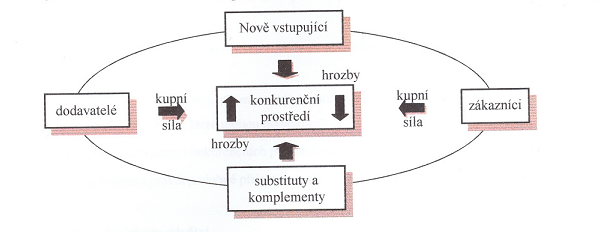 Nově vstupující
hrozby
kupní
síla
dodavatelé
konkurenční
prostředí
kupní
síla
zákazníci
hrozby
substituty a
komplementy